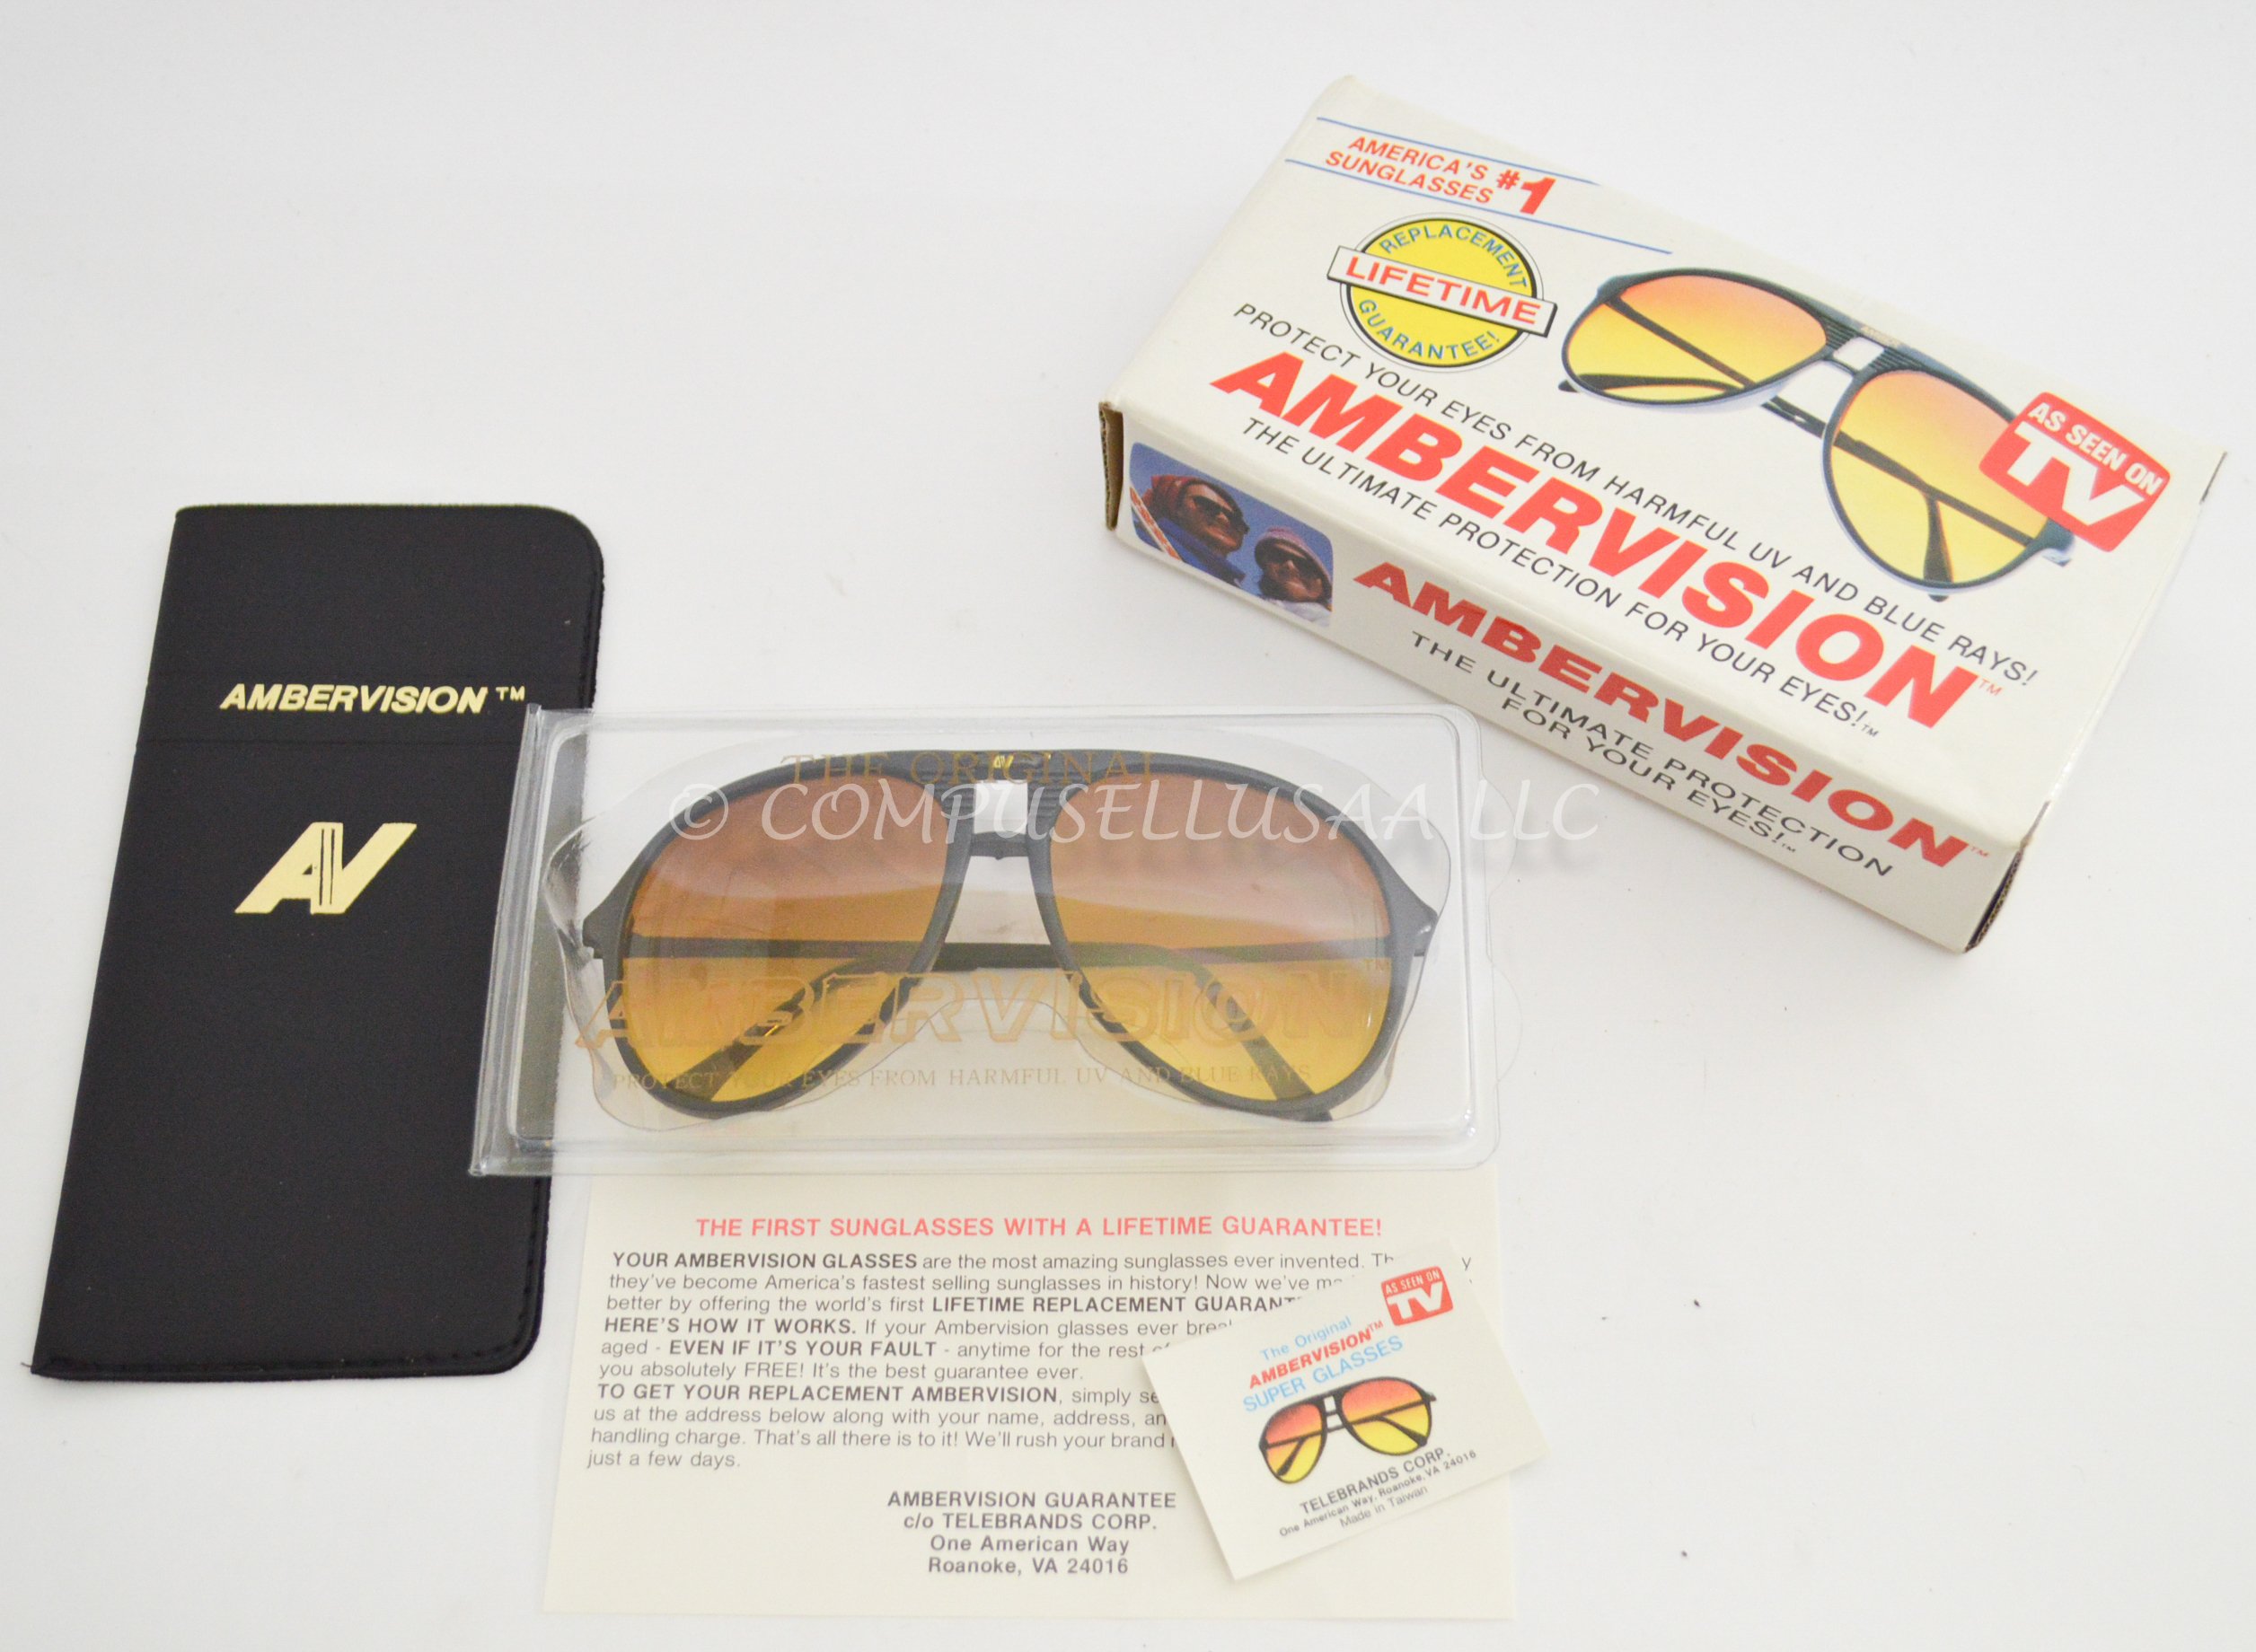 AMERICA'S #1
SUNGLASSES
REPLACEMENT
LIFETIME
GUARANTEE!
AS SEEN ON
TV
PROTECT YOUR EYES FROM HARMFUL UV AND BLUE RAYS!
AMBERVISION™
THE ULTIMATE PROTECTION FOR YOUR EYES!™
AMBERVISION™
THE ULTIMATE PROTECTION
FOR YOUR EYES!™
AMBERVISION™
AV
THE ORIGINAL
AV
© COMPUSELLUSAA LLC
AMBERVISION™
PROTECT YOUR EYES FROM HARMFUL UV AND BLUE RAYS
THE FIRST SUNGLASSES WITH A LIFETIME GUARANTEE!
YOUR AMBERVISION GLASSES are the most amazing sunglasses ever invented.
they've become America's fastest selling sunglasses in history! Now we've
better by offering the world's first LIFETIME REPLACEMENT
HERE'S HOW IT WORKS. If your Ambervision glasses ever
aged - EVEN IF IT'S YOUR FAULT - anytime for the rest
you absolutely FREE! It's the best guarantee ever.
TO GET YOUR REPLACEMENT AMBERVISION, simply
us at the address below along with your name, address,
handling charge. That's all there is to it! We'll rush your brand
just a few days.
AMBERVISION GUARANTEE
c/o TELEBRANDS CORP.
One American Way
Roanoke, VA 24016
AS SEEN ON
TV
The Original
AMBERVISION™
SUPER GLASSES
TELEBRANDS CORP.
One American Way, Roanoke, VA 24016
Made in Taiwan